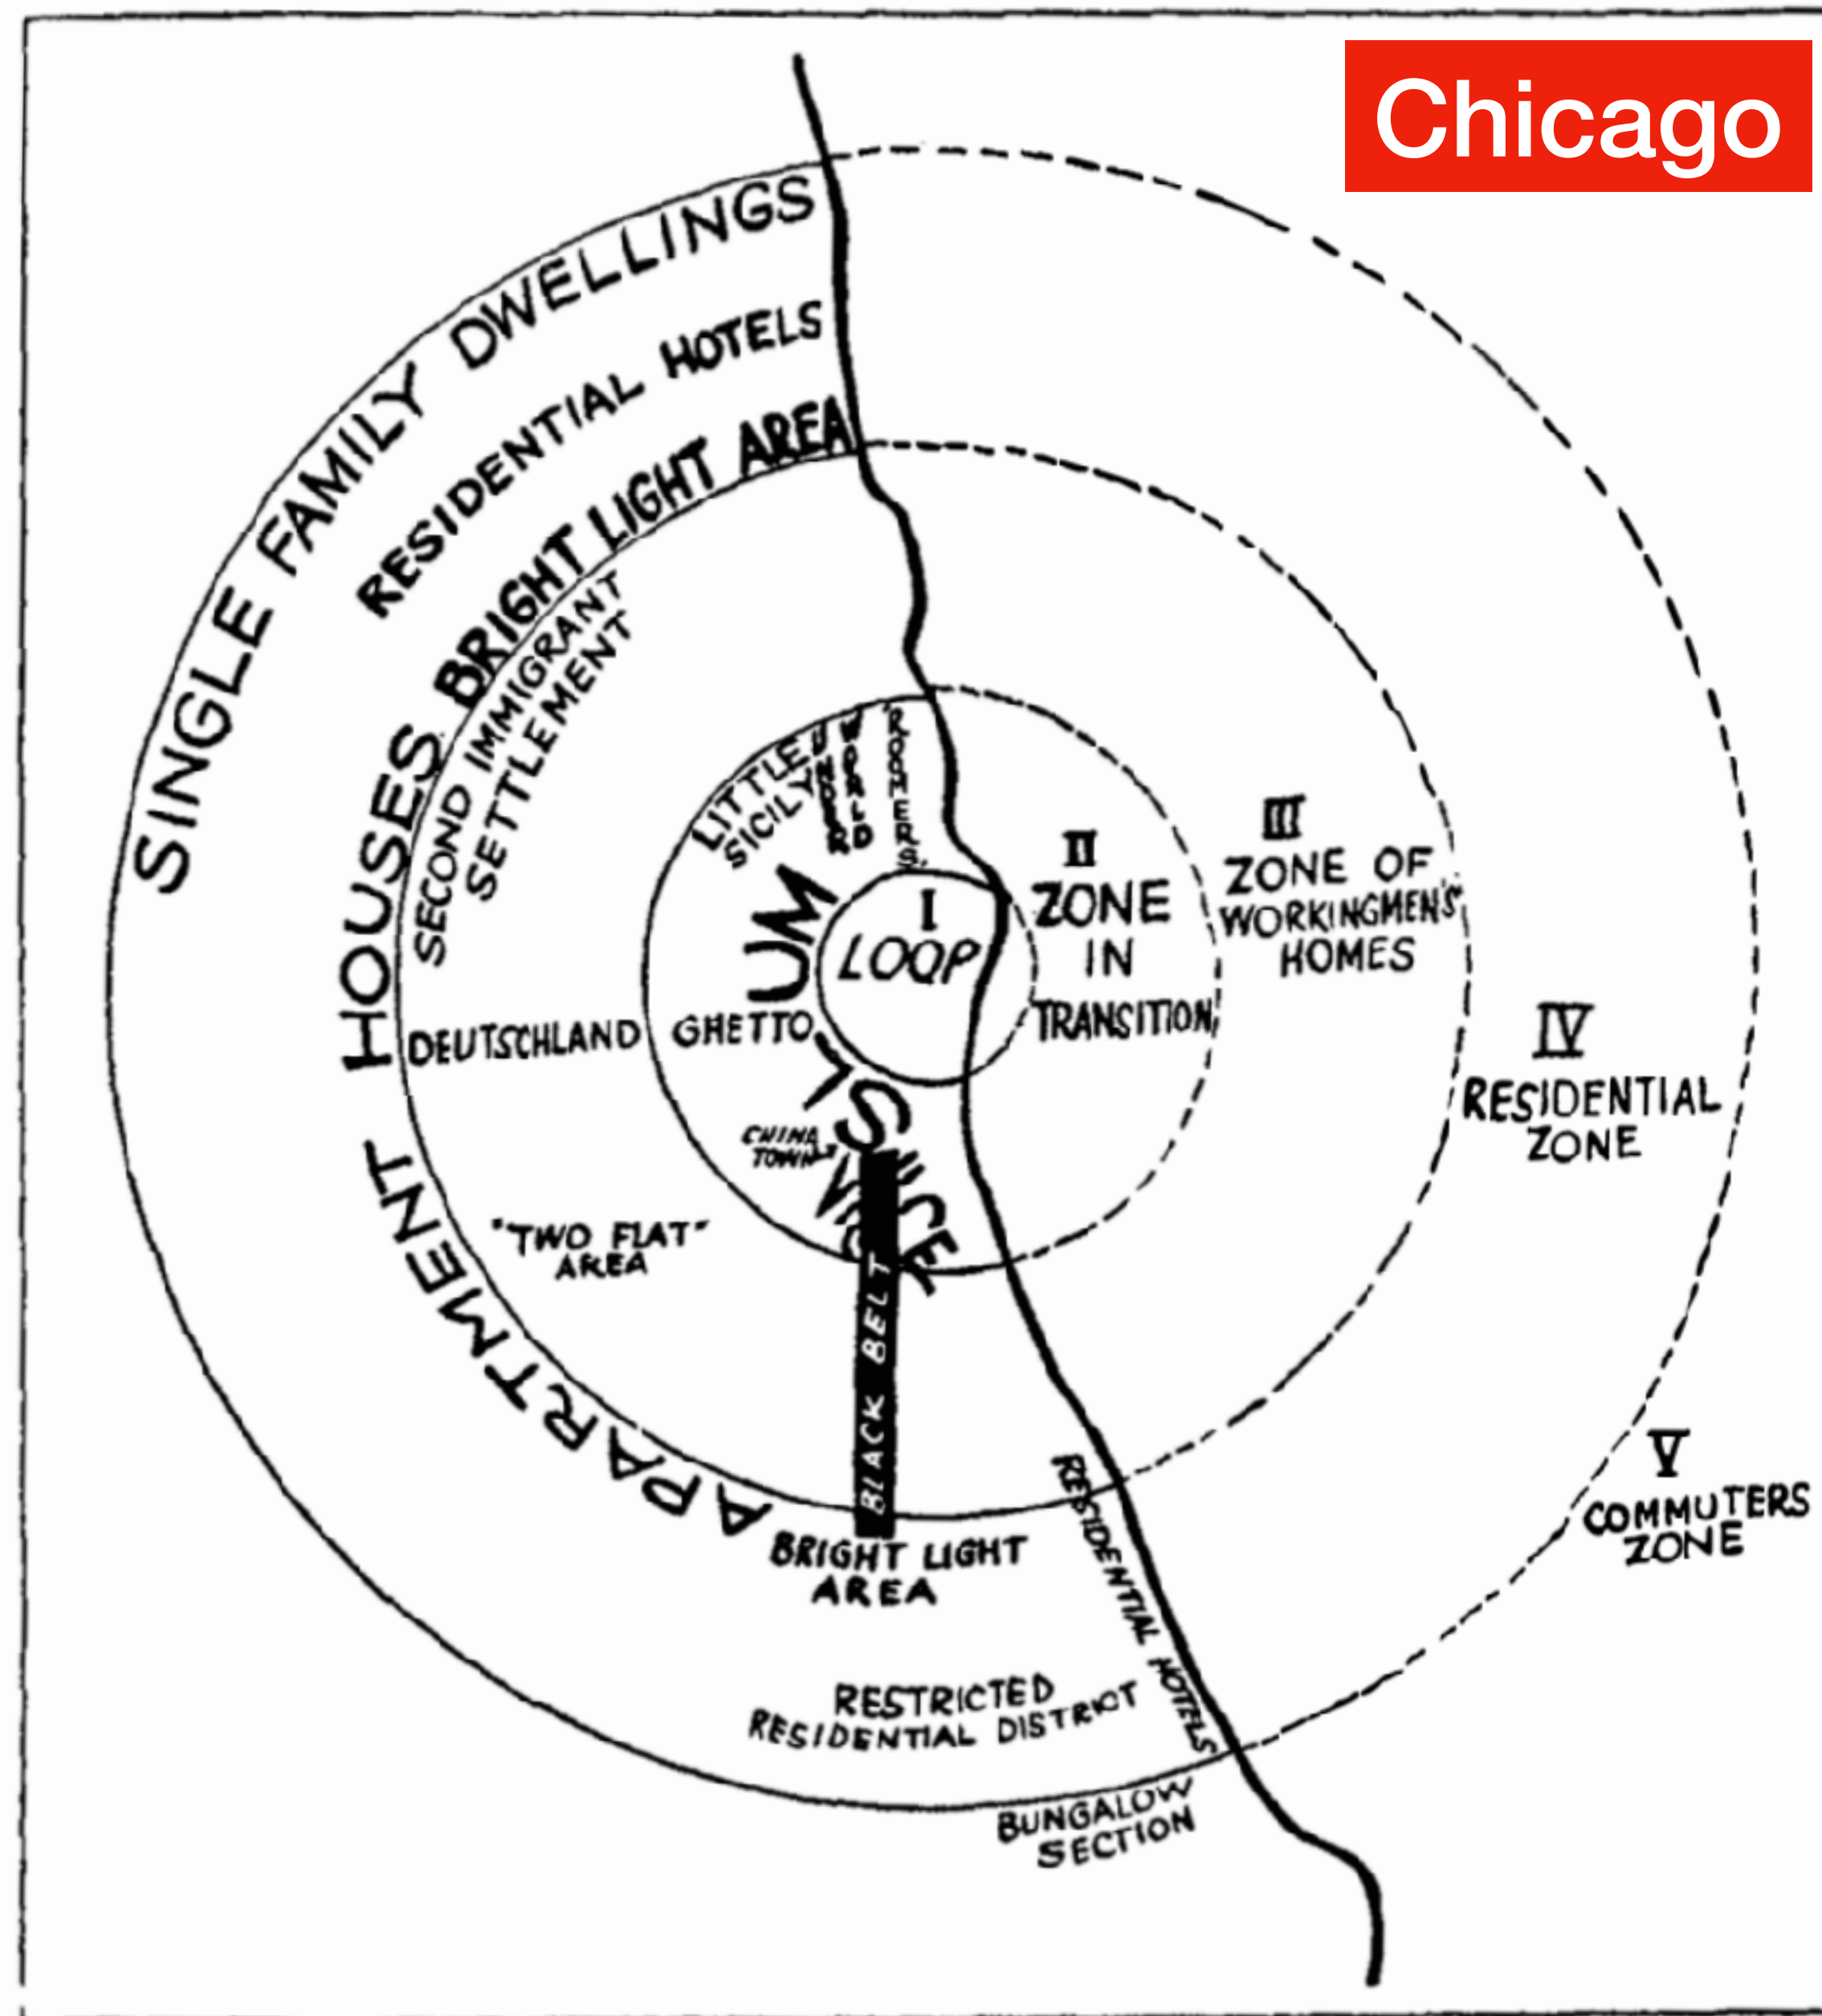 Chicago
SINGLE FAMILY DWELLINGS
RESIDENTIAL HOTELS
BRIGHT LIGHT AREA
SECOND IMMIGRANT
SETTLEMENT
APARTMENT HOUSES
LITTLE
SICILY
UNDER
WORLD
ROOMERS
I
LOOP
II
ZONE
IN
TRANSITION
III
ZONE OF
WORKINGMEN'S
HOMES
IV
RESIDENTIAL
ZONE
V
COMMUTERS
ZONE
DEUTSCHLAND
GHETTO
SLUM
CHINA
TOWN
VICE
"TWO FLAT"
AREA
BLACK BELT
BRIGHT LIGHT
AREA
RESIDENTIAL HOTELS
RESTRICTED
RESIDENTIAL DISTRICT
BUNGALOW
SECTION